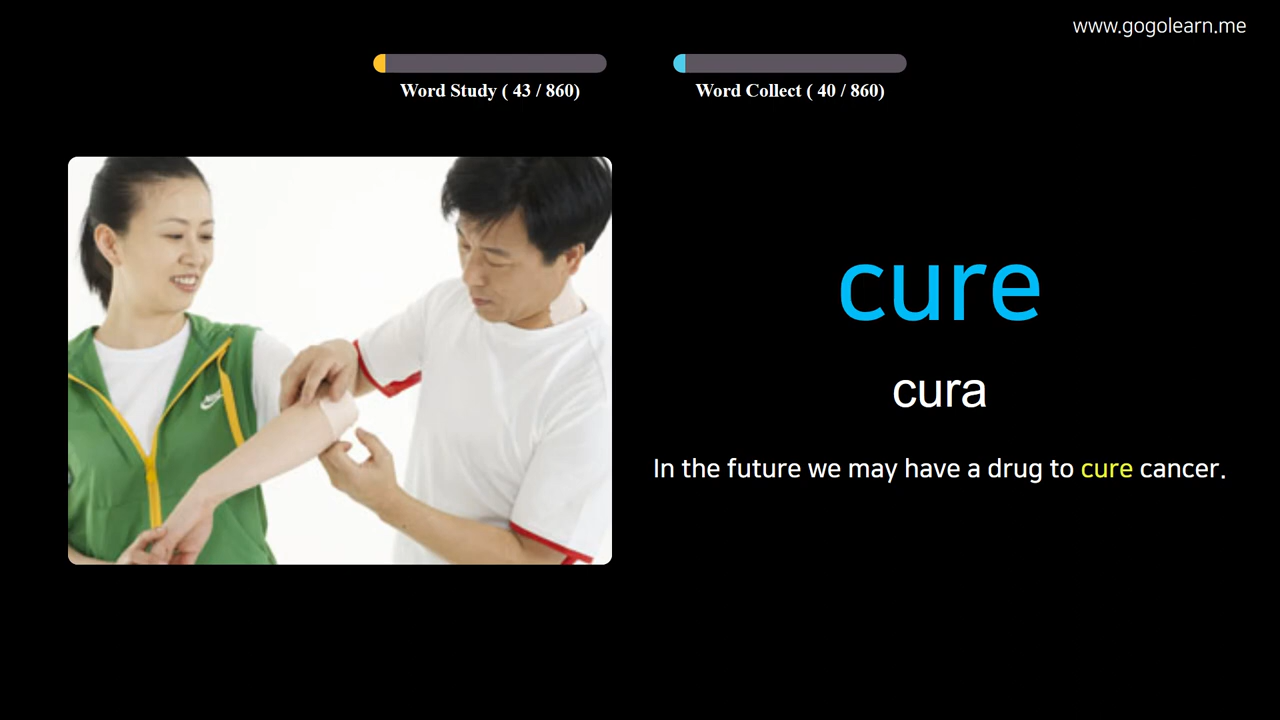 www.gogolearn.me
Word Study ( 43 / 860)
Word Collect ( 40 / 860)
cure
cura
In the future we may have a drug to cure cancer.